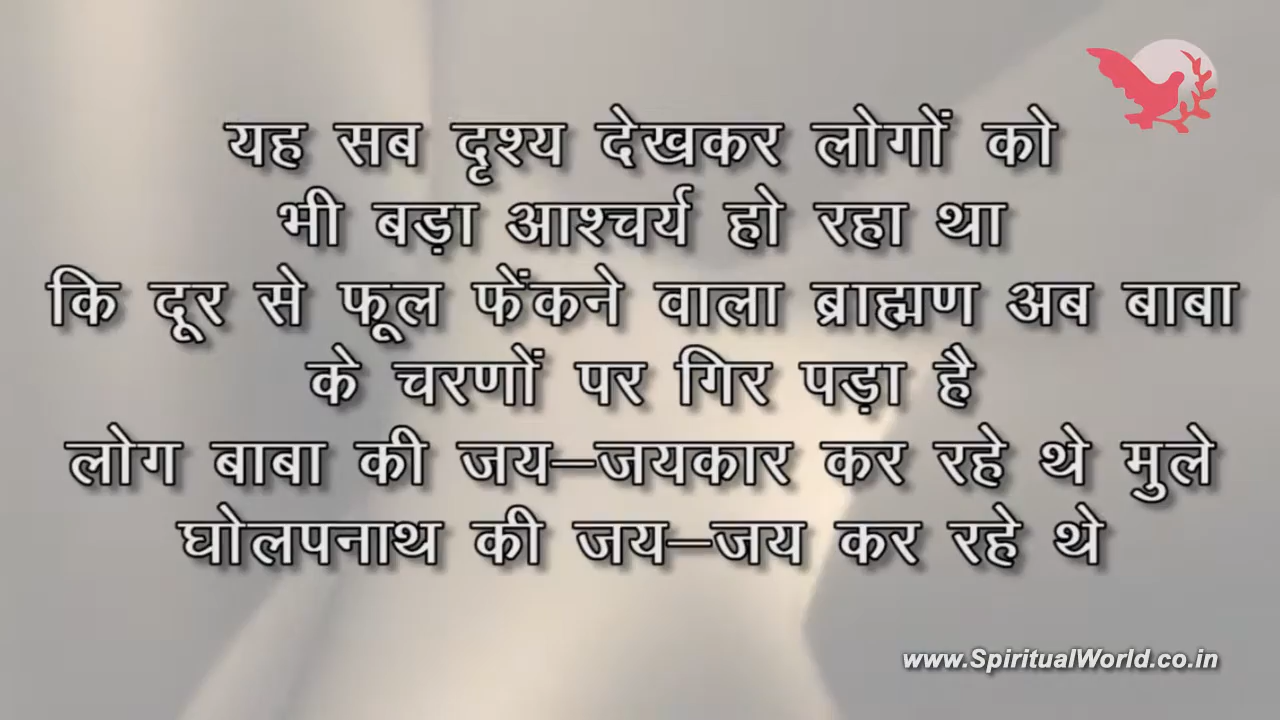 यह सब दृश्य देखकर लोगों को
भी बड़ा आश्चर्य हो रहा था
कि दूर से फूल फेंकने वाला ब्राह्मण अब बाबा
के चरणों पर गिर पड़ा है
लोग बाबा की जय–जयकार कर रहे थे मुले
घोलपनाथ की जय–जय कर रहे थे
www.SpiritualWorld.co.in